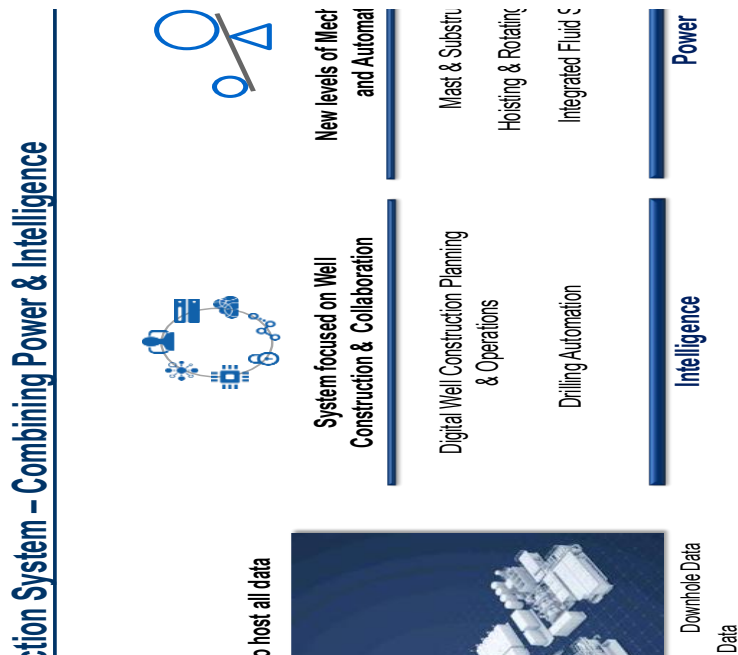 ction System – Combining Power & Intelligence
o host all data
Downhole Data
Data
System focused on Well
Construction & Collaboration
Digital Well Construction Planning
& Operations
Drilling Automation
Intelligence
New levels of Mech
and Automat
Mast & Substru
Hoisting & Rotating
Integrated Fluid S
Power